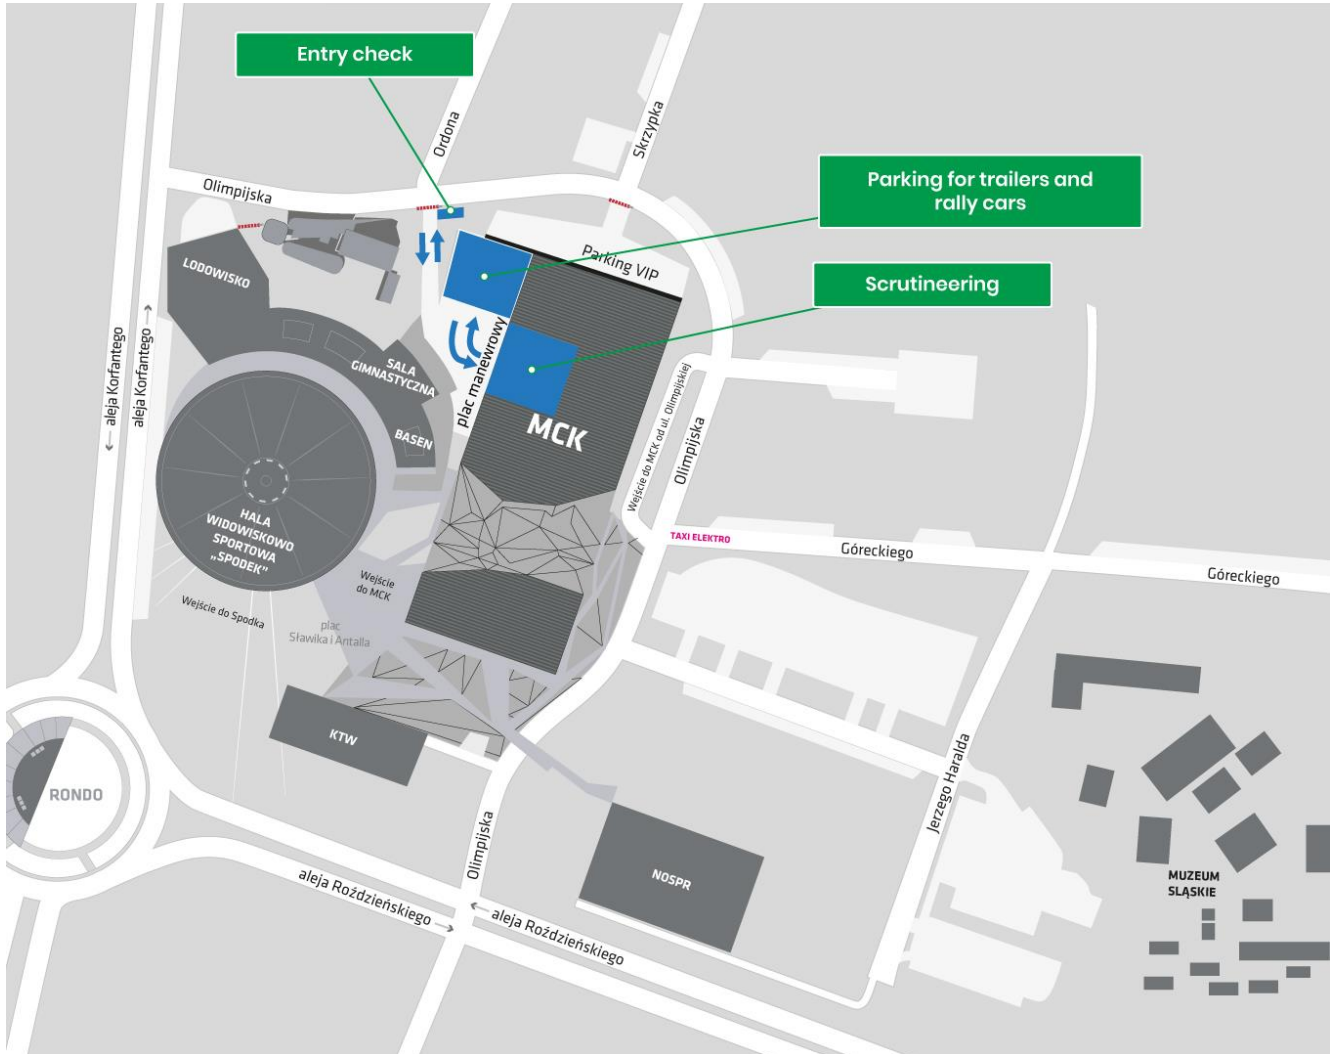 Entry check
Ordona
Skrzypka
Olimpijska
Parking for trailers and
rally cars
LODOWISKO
Parking VIP
Scrutineering
← aleja Korfantego
aleja Korfantego →
SALA
GIMNASTYCZNA
plac manewrowy
BASEN
MCK
Wejście do MCK od ul. Olimpijskiej
Olimpijska
HALA
WIDOWISKOWO
SPORTOWA
„SPODEK”
TAXI ELEKTRO
Góreckiego
Góreckiego
Wejście
do MCK
Wejście do Spodka
plac
Sławika i Antalla
KTW
RONDO
Jerzego Haralda
Olimpijska
NOSPR
MUZEUM
SLĄSKIE
aleja Roździeńskiego →
← aleja Roździeńskiego